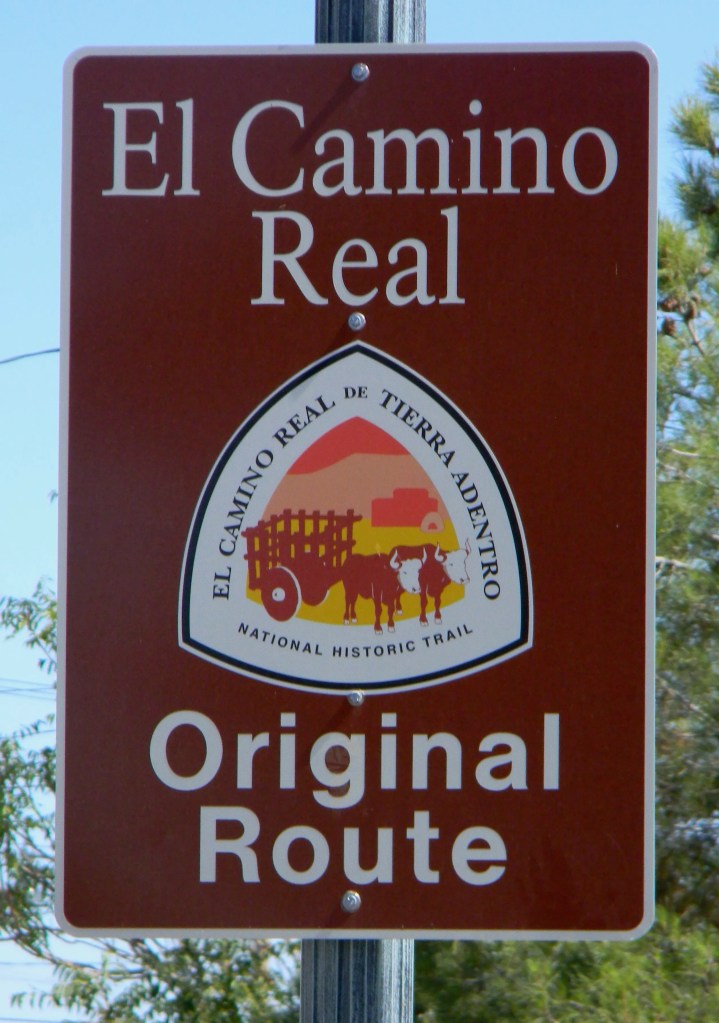 El Camino
Real
EL CAMINO REAL DE TIERRA ADENTRO
NATIONAL HISTORIC TRAIL
Original
Route